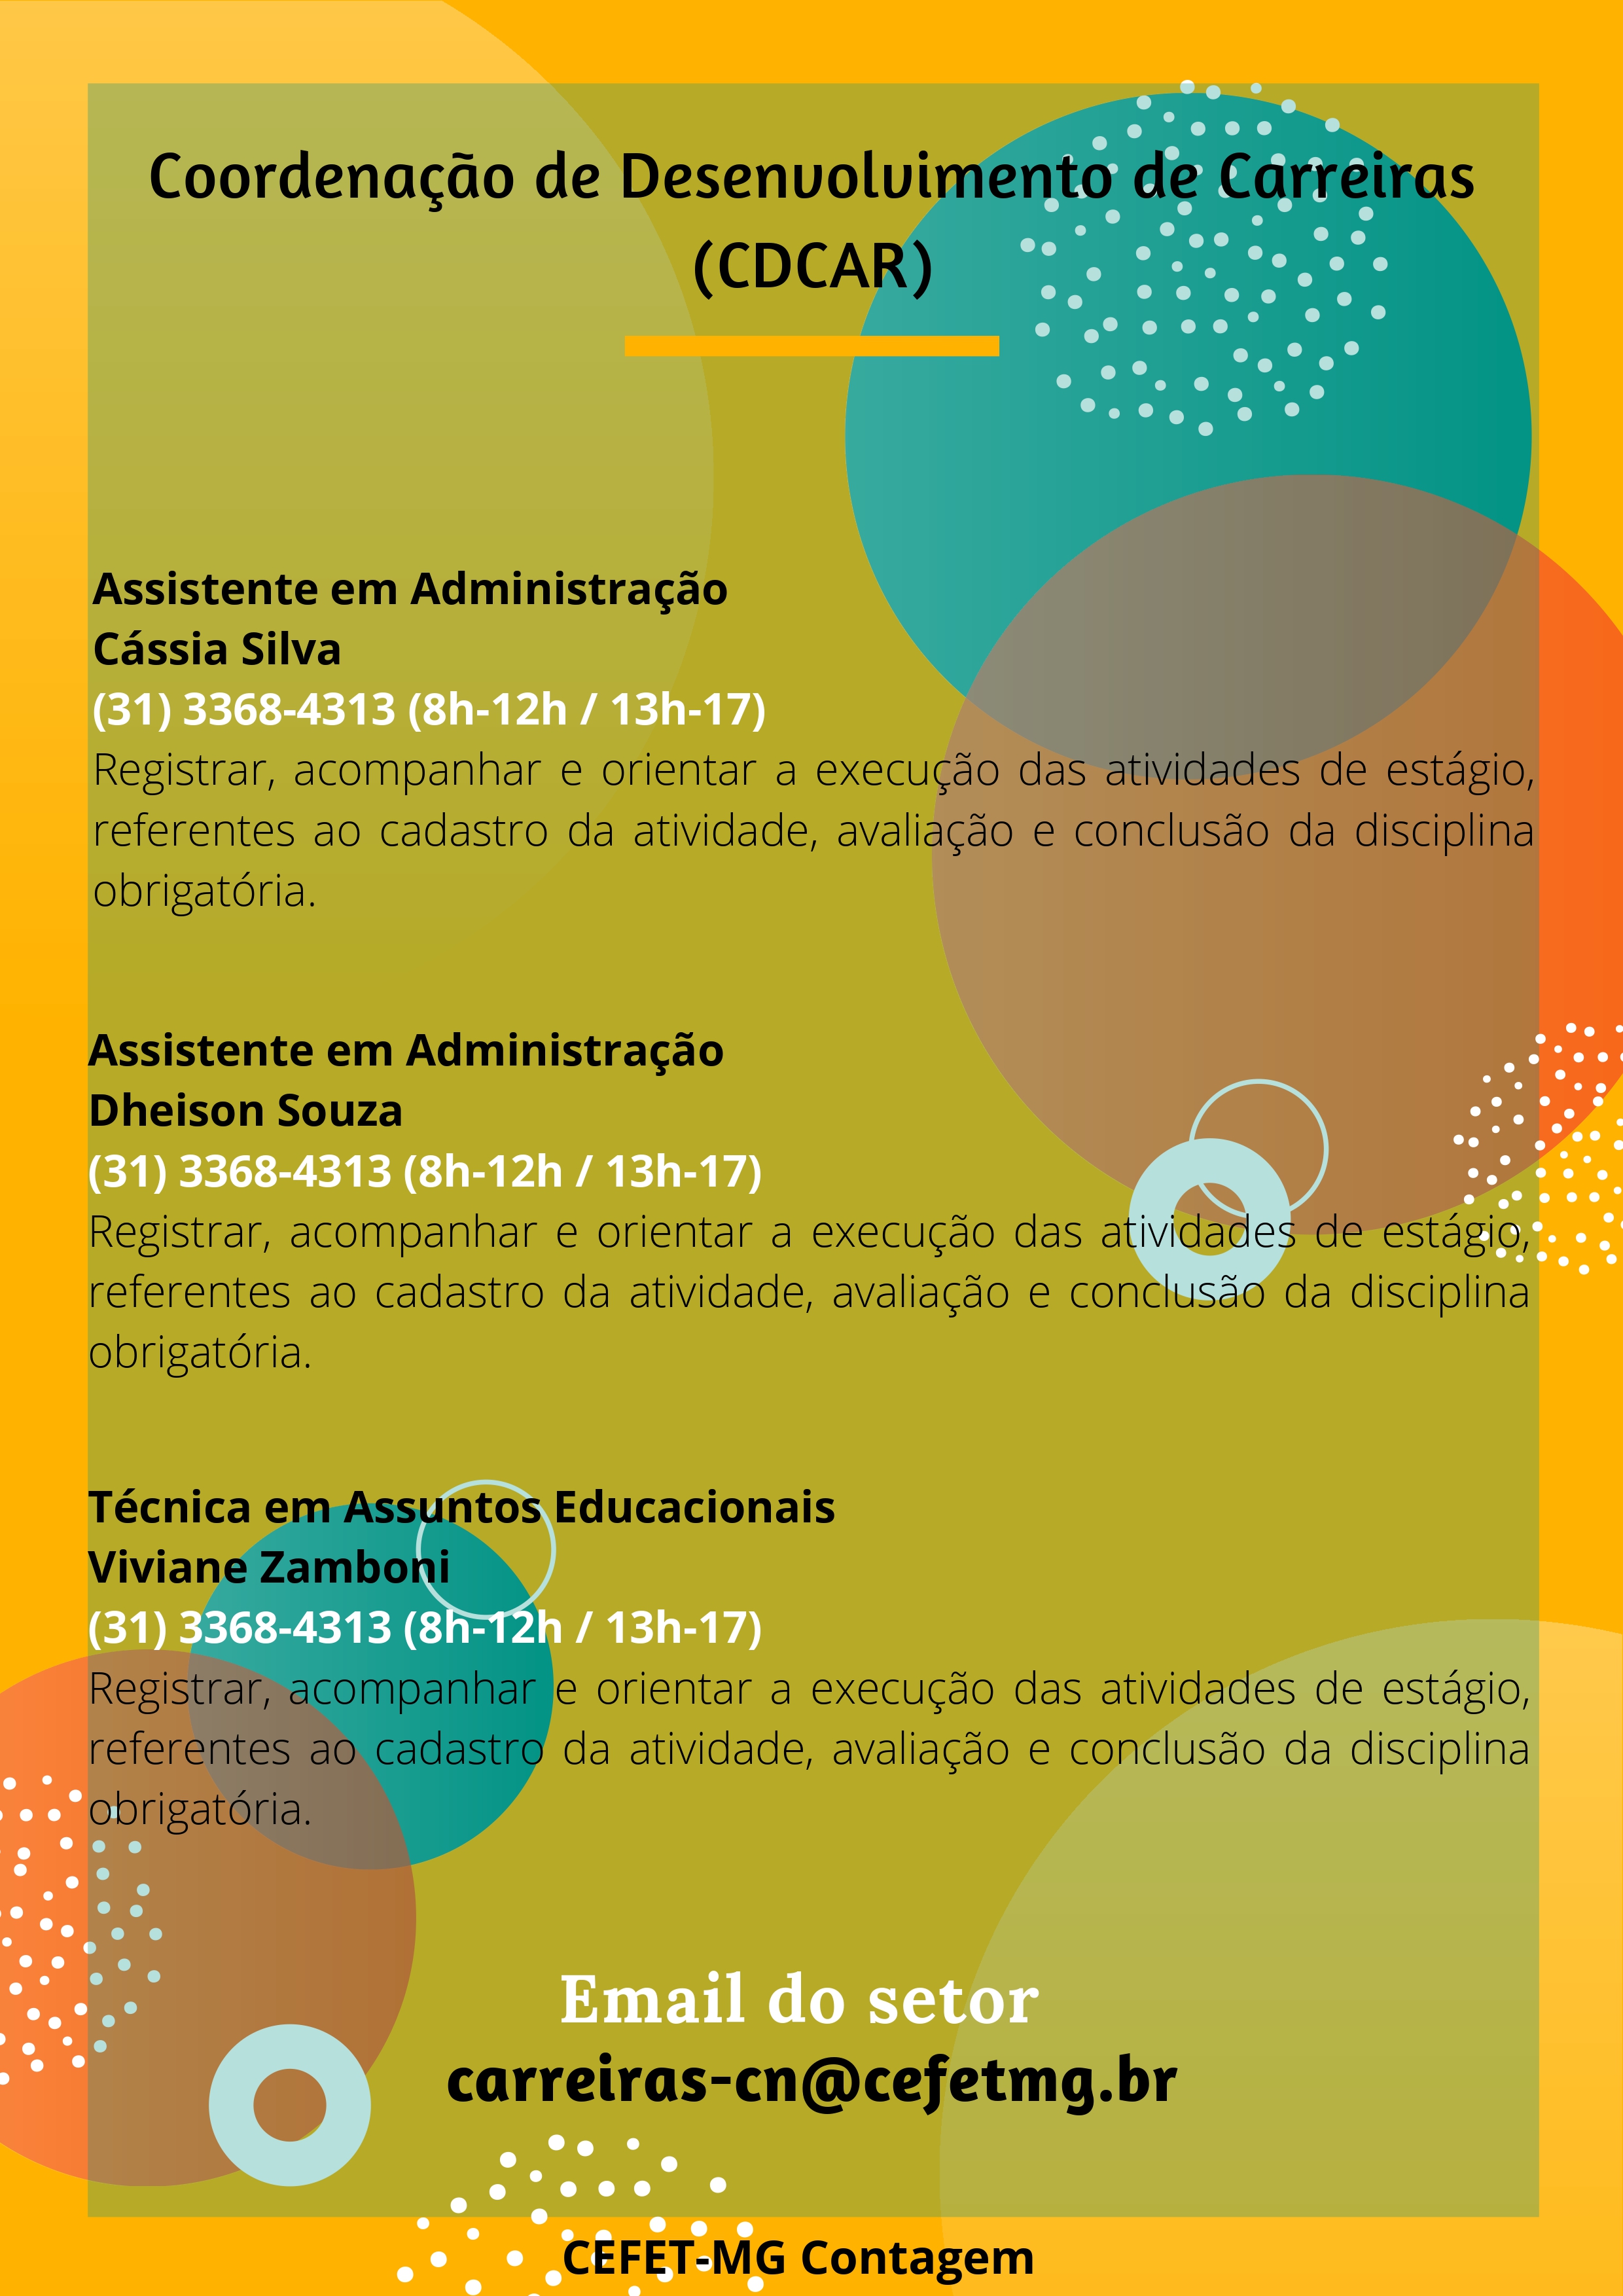 Coordenação de Desenvolvimento de Carreiras
(CDCAR)
Assistente em Administração
Cássia Silva
(31) 3368-4313 (8h-12h / 13h-17)
Registrar, acompanhar e orientar a execução das atividades de estágio,
referentes ao cadastro da atividade, avaliação e conclusão da disciplina
obrigatória.
Assistente em Administração
Dheison Souza
(31) 3368-4313 (8h-12h / 13h-17)
Registrar, acompanhar e orientar a execução das atividades de estágio,
referentes ao cadastro da atividade, avaliação e conclusão da disciplina
obrigatória.
Técnica em Assuntos Educacionais
Viviane Zamboni
(31) 3368-4313 (8h-12h / 13h-17)
Registrar, acompanhar e orientar a execução das atividades de estágio,
referentes ao cadastro da atividade, avaliação e conclusão da disciplina
obrigatória.
Email do setor
carreiras-cn@cefetmg.br
CEFET-MG Contagem